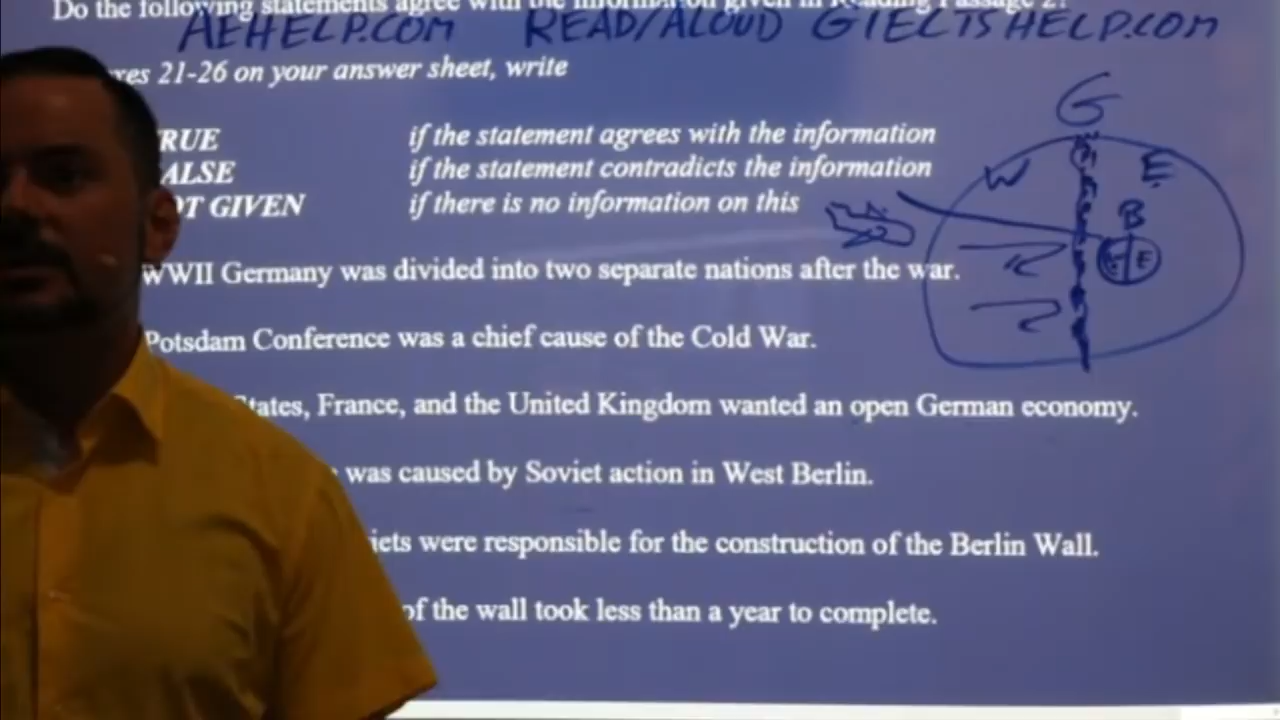 Do the following statements agree with the information given in Reading Passage 2?
AEHELP.COM READ/ALOUD GIELTSHELP.COM
21-26 on your answer sheet, write
RUE if the statement agrees with the information
ALSE if the statement contradicts the information
OT GIVEN if there is no information on this
WWII Germany was divided into two separate nations after the war.
Potsdam Conference was a chief cause of the Cold War.
States, France, and the United Kingdom wanted an open German economy.
was caused by Soviet action in West Berlin.
iets were responsible for the construction of the Berlin Wall.
of the wall took less than a year to complete.
G
W E
B
E